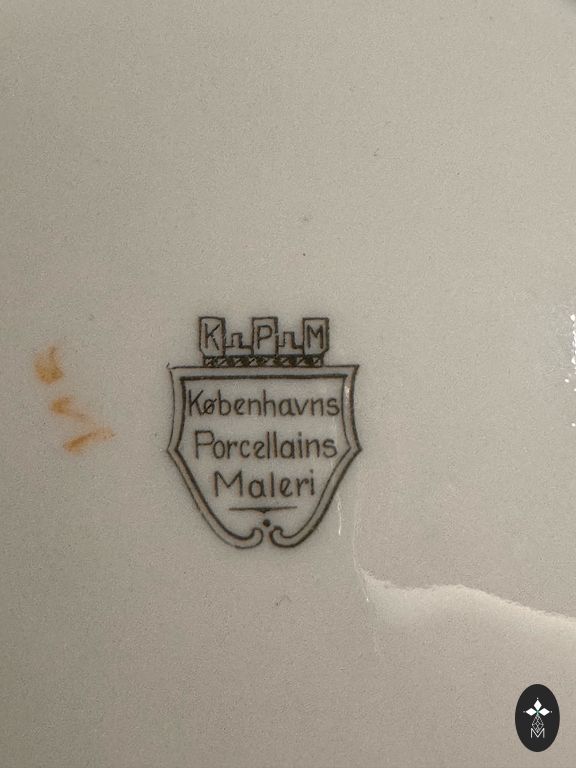 K P M
Københavns
Porcellains
Maleri
M